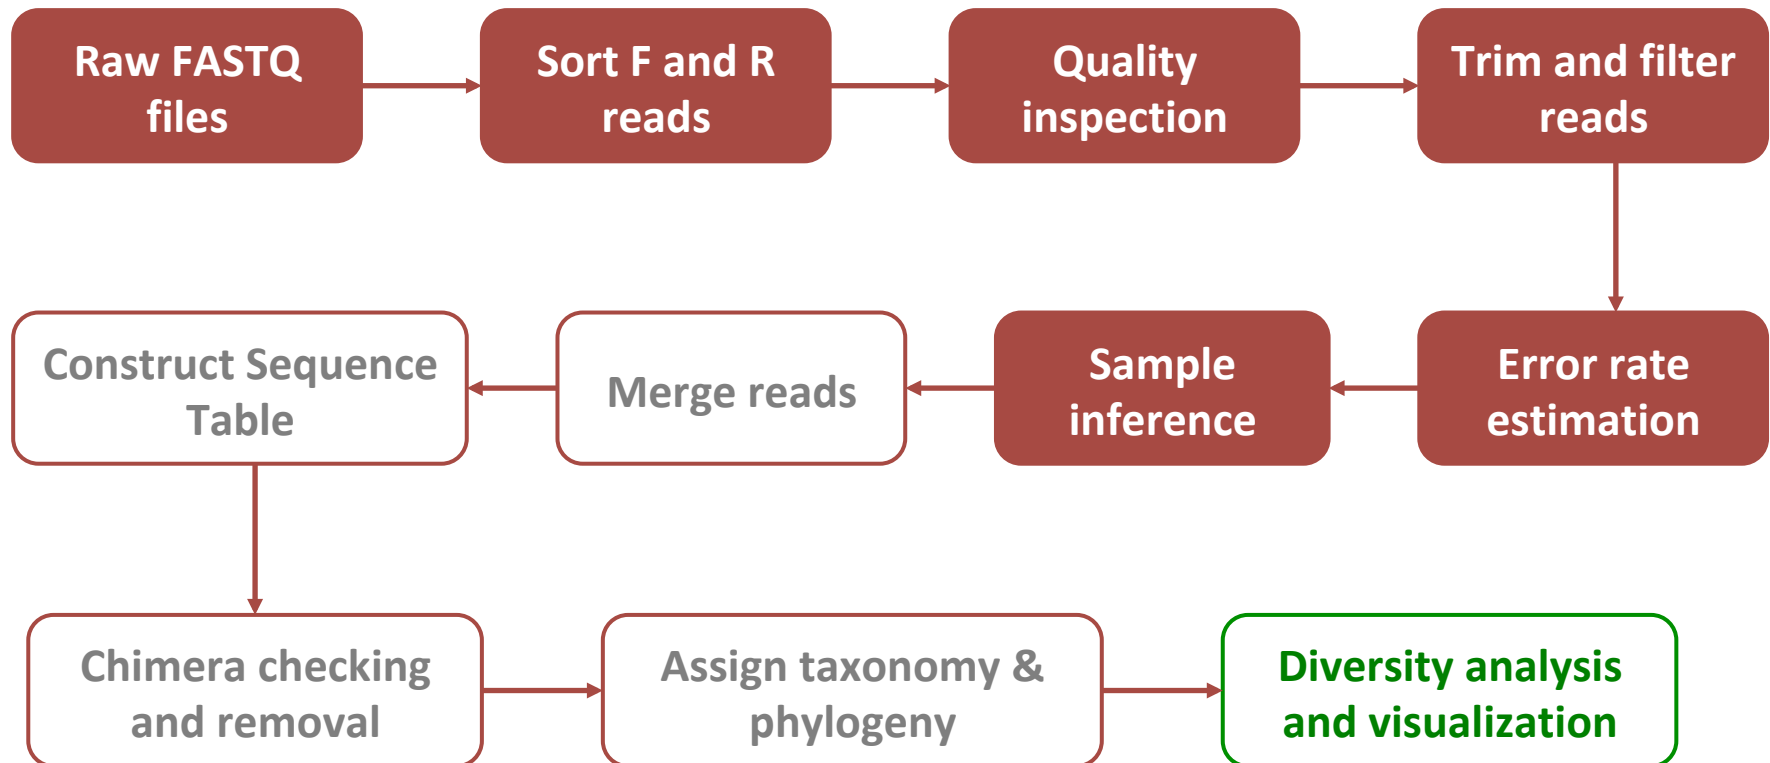 Raw FASTQ
files
Sort F and R
reads
Quality
inspection
Trim and filter
reads
Error rate
estimation
Sample
inference
Merge reads
Construct Sequence
Table
Chimera checking
and removal
Assign taxonomy &
phylogeny
Diversity analysis
and visualization